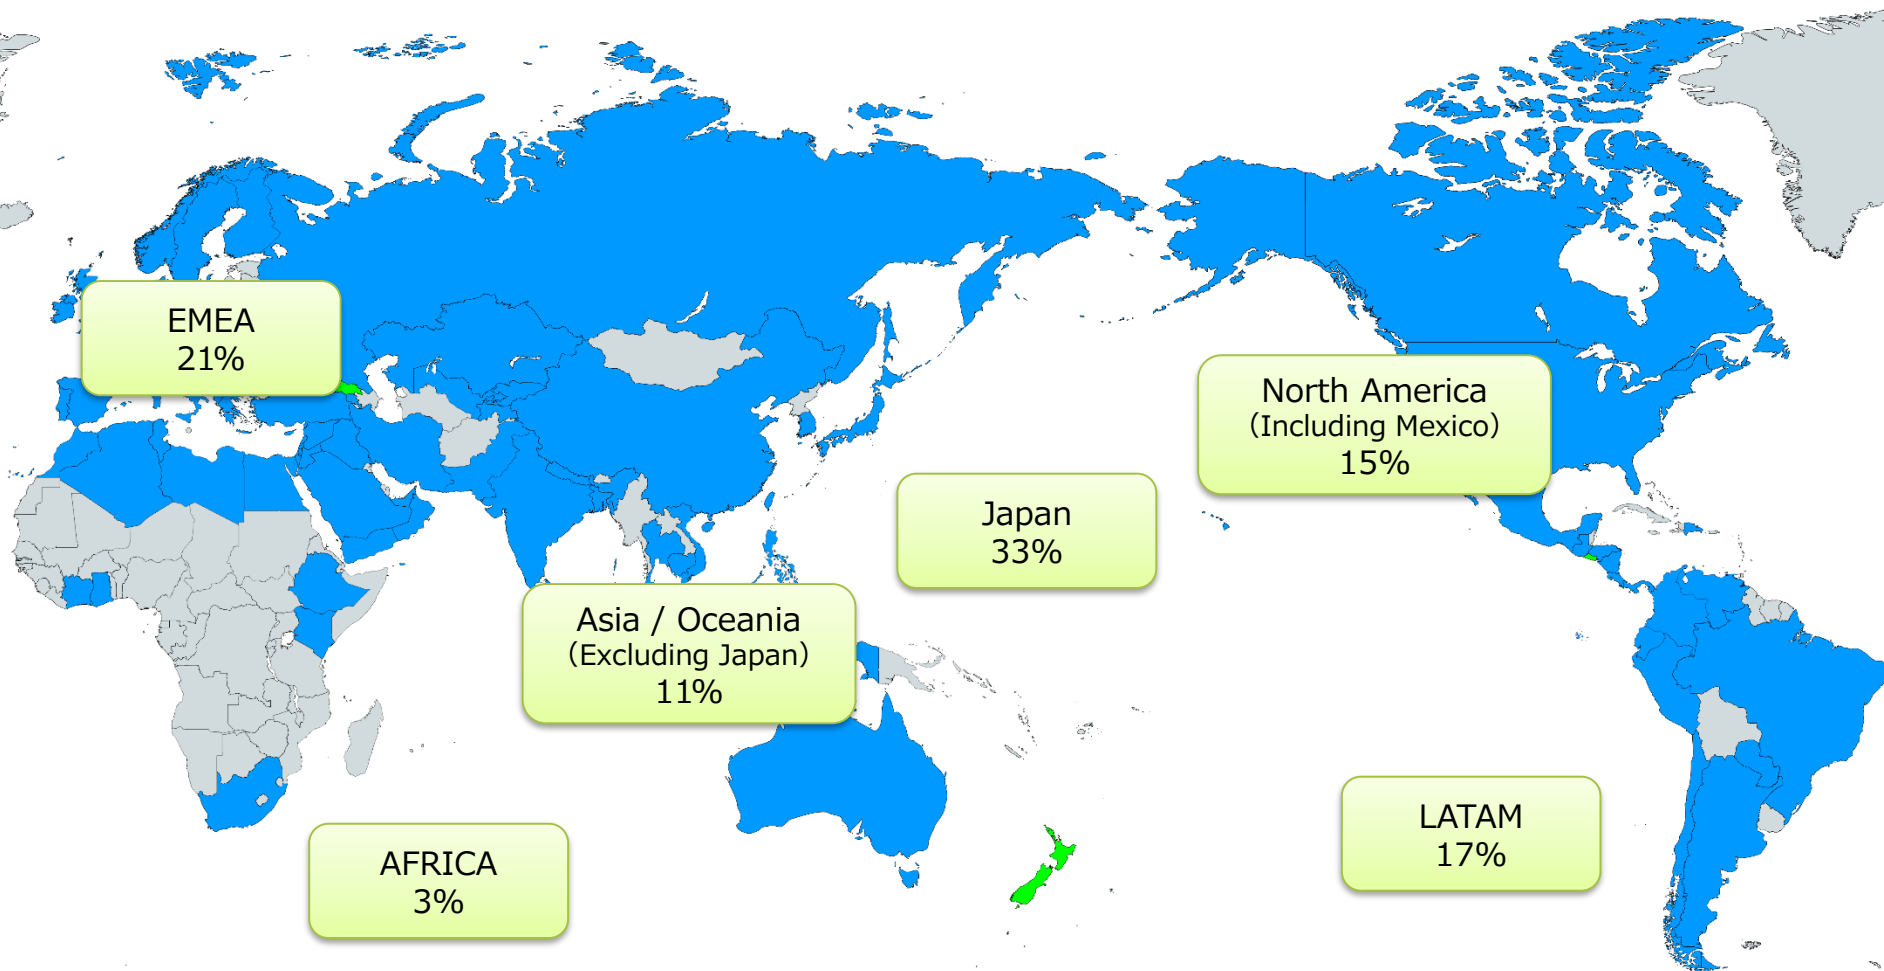 EMEA
21%
North America
（Including Mexico）
15%
Japan
33%
Asia / Oceania
（Excluding Japan）
11%
LATAM
17%
AFRICA
3%